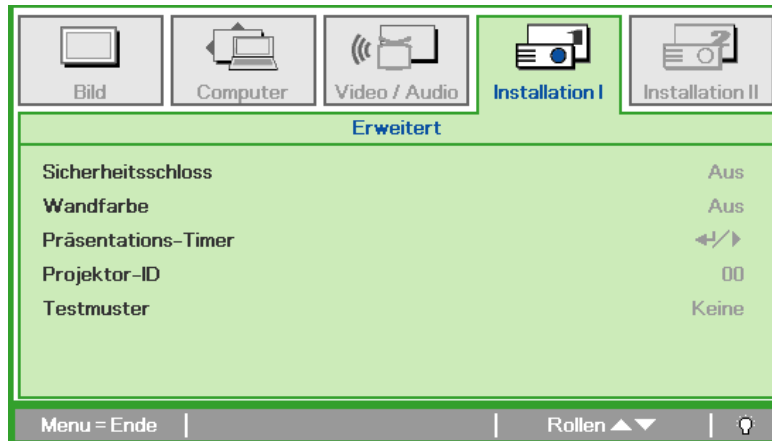 Bild
Computer
Video / Audio
Installation I
Installation II
Erweitert
Sicherheitsschloss Aus
Wandfarbe Aus
Präsentations-Timer
Projektor-ID 00
Testmuster Keine
Menu = Ende Rollen